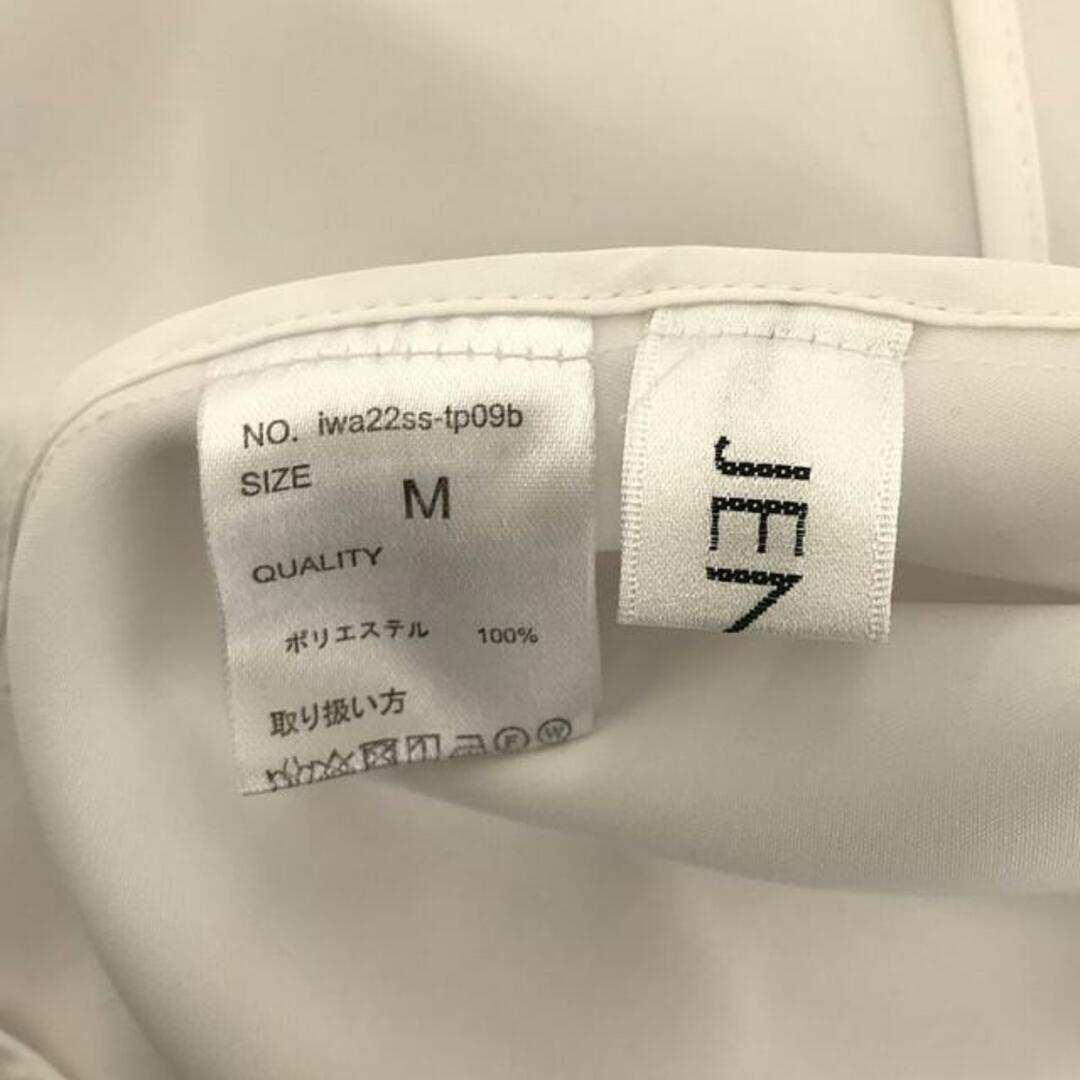 NO. iwa22ss-tp09b
SIZE M
QUALITY
ポリエステル 100%
取り扱い方
F W